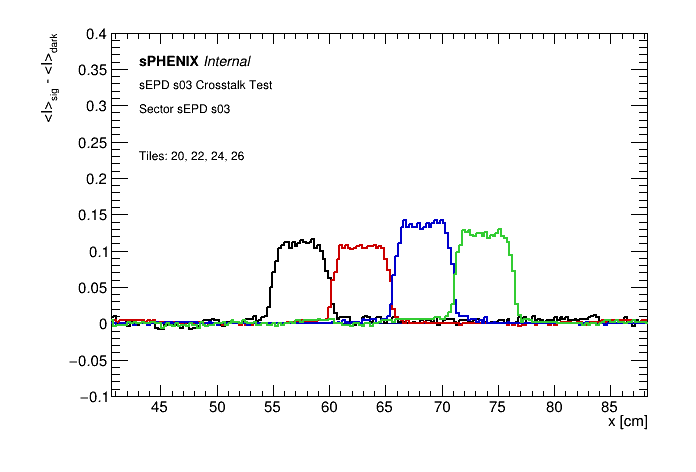 <I>sig - <I>dark
0.4
0.35
0.3
0.25
0.2
0.15
0.1
0.05
0
−0.05
−0.1
sPHENIX Internal
sEPD s03 Crosstalk Test
Sector sEPD s03
Tiles: 20, 22, 24, 26
45 50 55 60 65 70 75 80 85
x [cm]